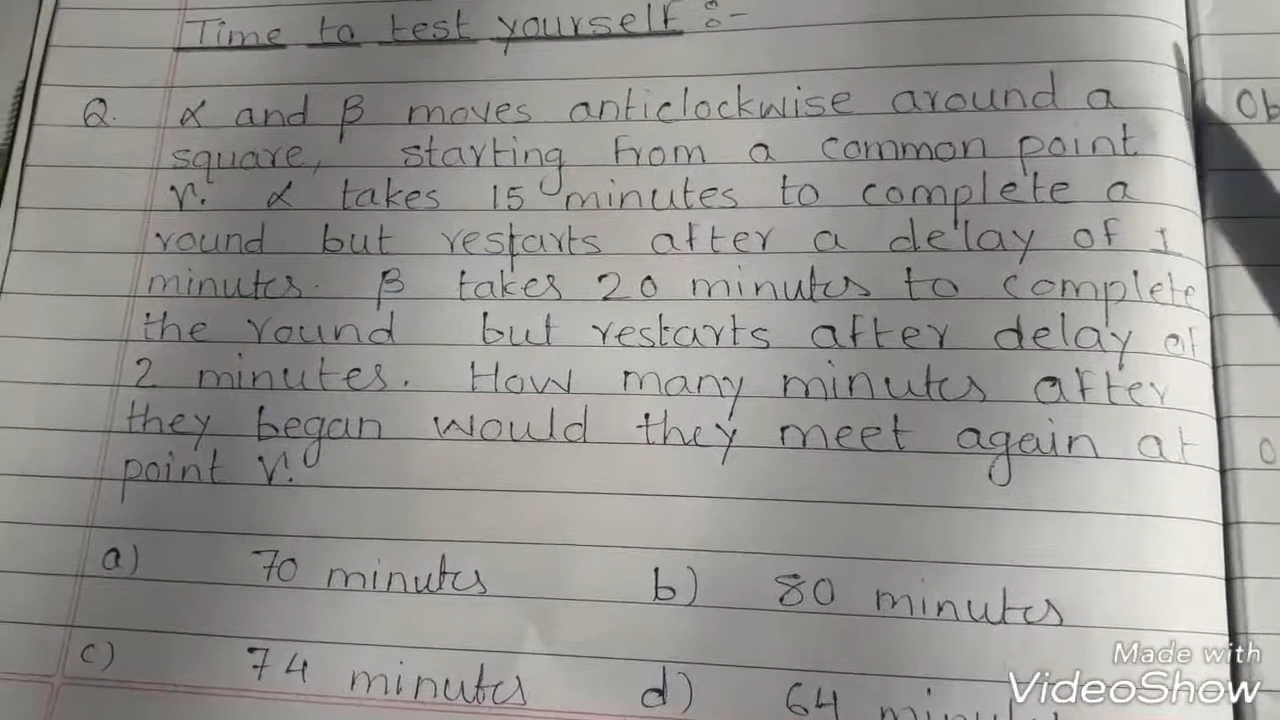 Time to test yourself :-
Q. α and β moves anticlockwise around a
square, starting from a common point
r. α takes 15 minutes to complete a
round but restarts after a delay of 1
minutes. β takes 20 minutes to complete
the round but restarts after delay of
2 minutes. How many minutes after
they began would they meet again at
point r.
a) 70 minutes b) 80 minutes
c) 74 minutes d) 64
Ob
Made with
VideoShow